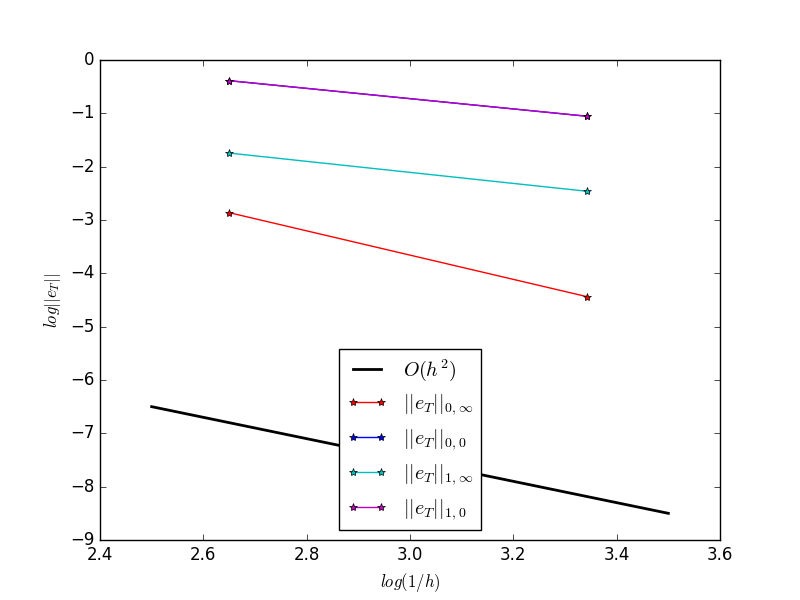 0
−1
−2
−3
−4
−5
−6
−7
−8
−9
log||e_T||
2.4 2.6 2.8 3.0 3.2 3.4 3.6
log(1/h)
O(h²)
||e_T||_{0,∞}
||e_T||_{0,0}
||e_T||_{1,∞}
||e_T||_{1,0}